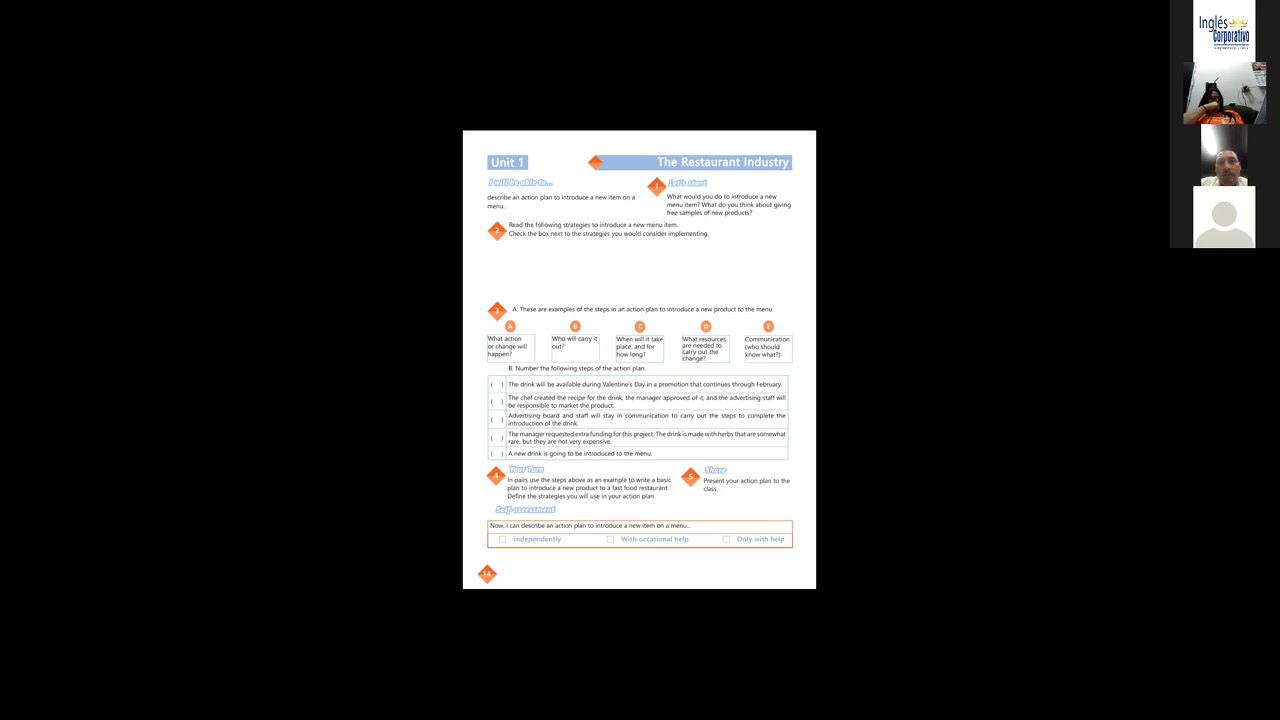 Unit 1
The Restaurant Industry
I will be able to...
describe an action plan to introduce a new item on a
menu.
1
Let's start
What would you do to introduce a new
menu item? What do you think about giving
free samples of new products?
2
Read the following strategies to introduce a new menu item.
Check the box next to the strategies you would consider implementing.
3
A. These are examples of the steps in an action plan to introduce a new product to the menu.
A
What action
or change will
happen?
B
Who will carry it
out?
C
When will it take
place, and for
how long?
D
What resources
are needed to
carry out the
change?
E
Communication
(who should
know what?)
B. Number the following steps of the action plan.
( ) The drink will be available during Valentine's Day in a promotion that continues through February.
( ) The chef created the recipe for the drink, the manager approved of it, and the advertising staff will
be responsible to market the product.
( ) Advertising board and staff will stay in communication to carry out the steps to complete the
introduction of the drink.
( ) The manager requested extra funding for this project. The drink is made with herbs that are somewhat
rare, but they are not very expensive.
( ) A new drink is going to be introduced to the menu.
4
Your Turn
In pairs use the steps above as an example to write a basic
plan to introduce a new product to a fast food restaurant.
Define the strategies you will use in your action plan.
5
Share
Present your action plan to the
class.
Self-assessment
Now, I can describe an action plan to introduce a new item on a menu...
Independently
With occasional help
Only with help
14
Inglés
Corporativo